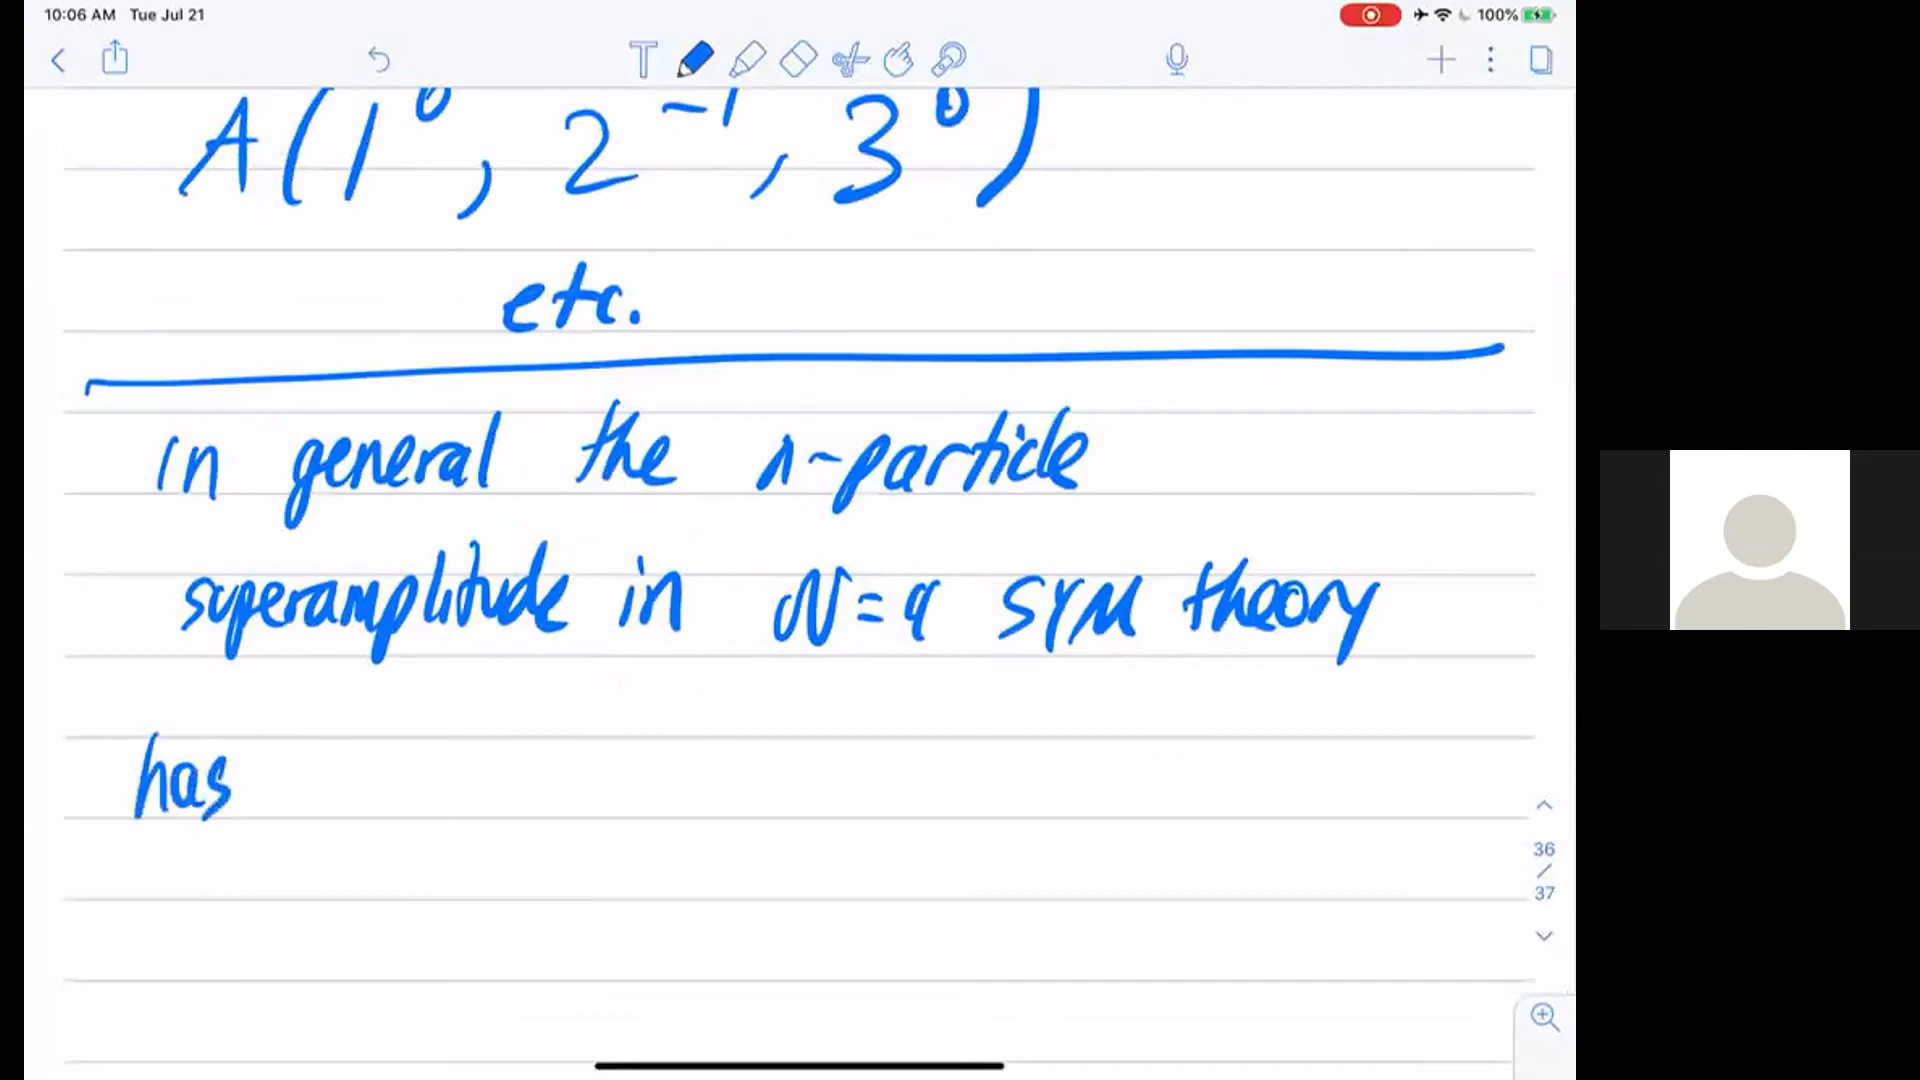 10:06 AM Tue Jul 21
100%
T
A(1⁰, 2⁻¹, 3⁰)
etc.
in general the n-particle
superamplitude in N=4 SYM theory
has
36
/
37